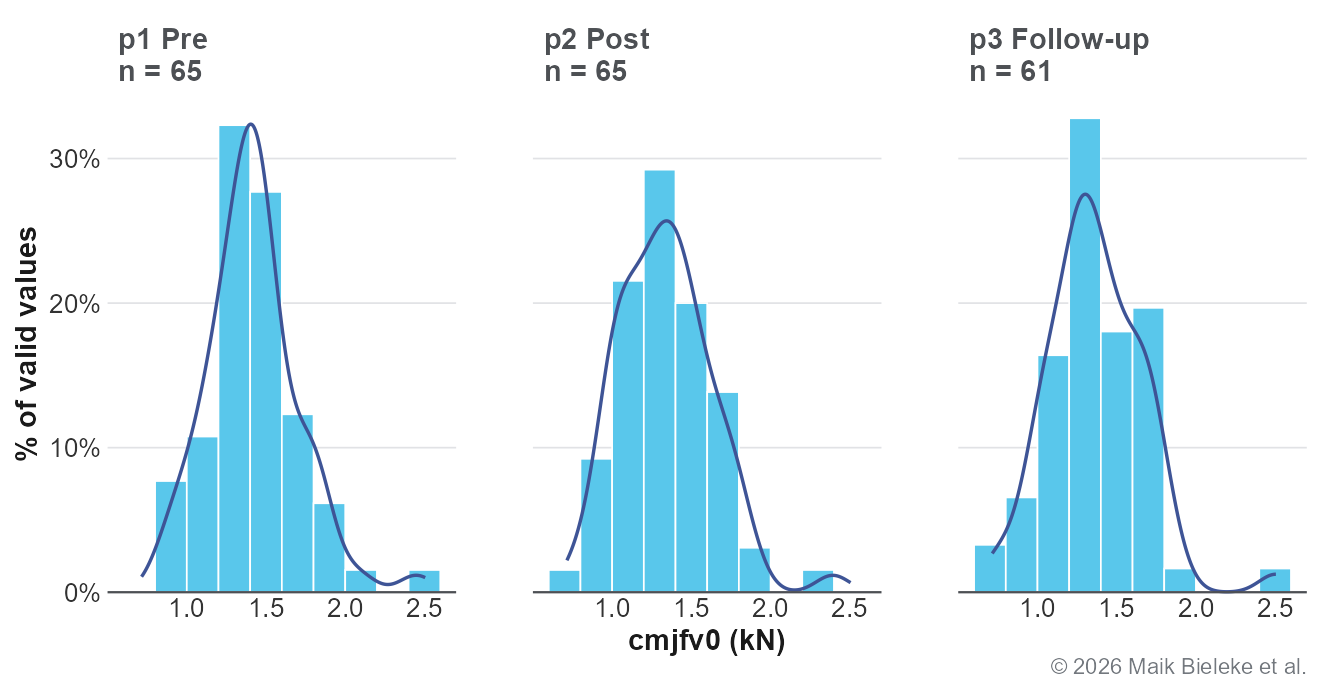 p1 Pre
n = 65
p2 Post
n = 65
p3 Follow-up
n = 61
% of valid values
30%
20%
10%
0%
1.0 1.5 2.0 2.5
1.0 1.5 2.0 2.5
1.0 1.5 2.0 2.5
cmjfv0 (kN)
© 2026 Maik Bieleke et al.